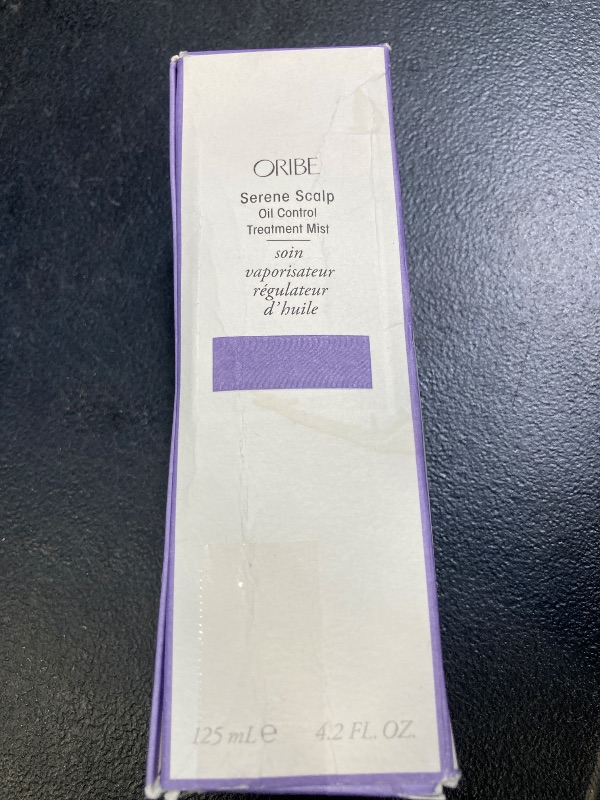 ORIBE
Serene Scalp
Oil Control
Treatment Mist
soin
vaporisateur
régulateur
d'huile
125 mL ℮ 4.2 FL. OZ.